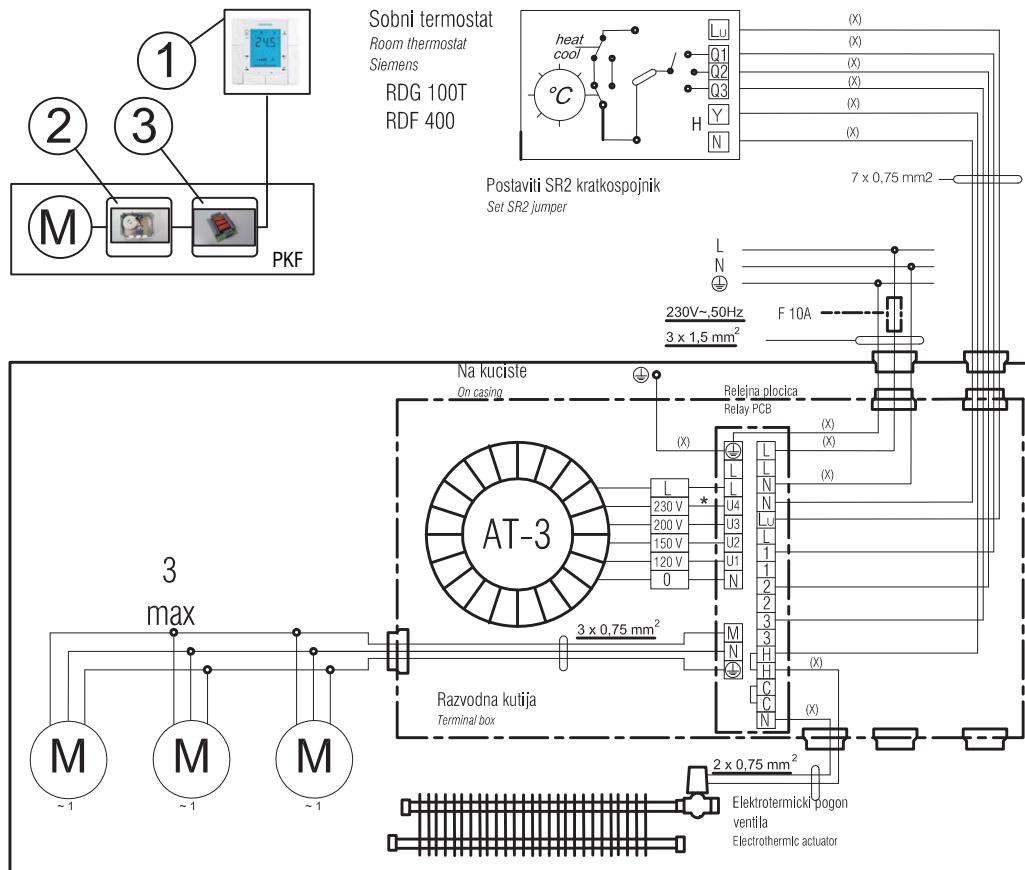 1
2
3
24.5
M
PKF
Sobni termostat
Room thermostat
Siemens
RDG 100T
RDF 400
heat
cool
°C
LU
Q1
Q2
Q3
H
Y
N
(X)
(X)
(X)
(X)
(X)
(X)
Postaviti SR2 kratkospojnik
Set SR2 jumper
7 x 0,75 mm2
L
N
230V~,50Hz
F 10A
3 x 1,5 mm²
Na kuciste
On casing
Relejna plocica
Relay PCB
(X)
(X)
(X)
(X)
AT-3
L
230 V
200 V
150 V
120 V
0
*
L
L
U4
U3
U2
U1
N
M
N
L
L
N
N
LU
L
1
1
2
2
3
3
H
H
C
C
N
3
max
3 x 0,75 mm²
(X)
(X)
Razvodna kutija
Terminal box
M
M
M
~ 1
~ 1
~ 1
2 x 0,75 mm²
Elektrotermicki pogon
ventila
Electrothermic actuator